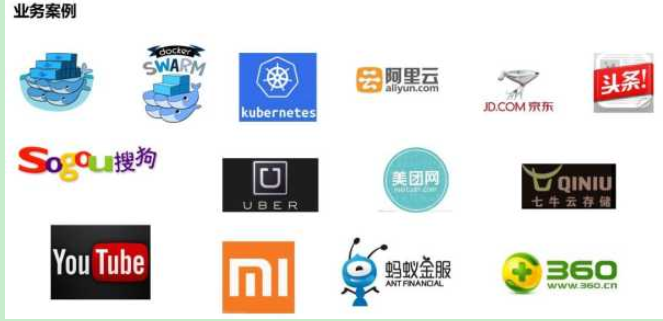 业务案例
docker
SWARM
kubernetes
阿里云
aliyun.com
JD.COM 京东
头条!
Sogou搜狗
UBER
美团网
QINIU
七牛云存储
YouTube
mi
蚂蚁金服
ANT FINANCIAL
360
www.360.cn